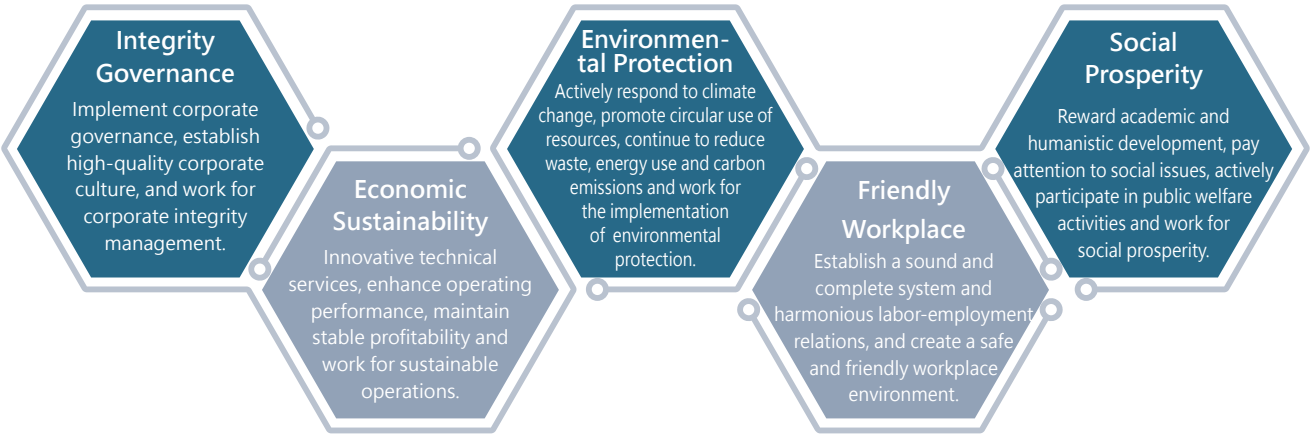 Integrity
Governance
Implement corporate
governance, establish
high-quality corporate
culture, and work for
corporate integrity
management.
Economic
Sustainability
Innovative technical
services, enhance operating
performance, maintain
stable profitability and
work for sustainable
operations.
Environmen-
tal Protection
Actively respond to climate
change, promote circular use of
resources, continue to reduce
waste, energy use and carbon
emissions and work for
the implementation
of environmental
protection.
Friendly
Workplace
Establish a sound and
complete system and
harmonious labor-employment
relations, and create a safe
and friendly workplace
environment.
Social
Prosperity
Reward academic and
humanistic development, pay
attention to social issues, actively
participate in public welfare
activities and work for
social prosperity.